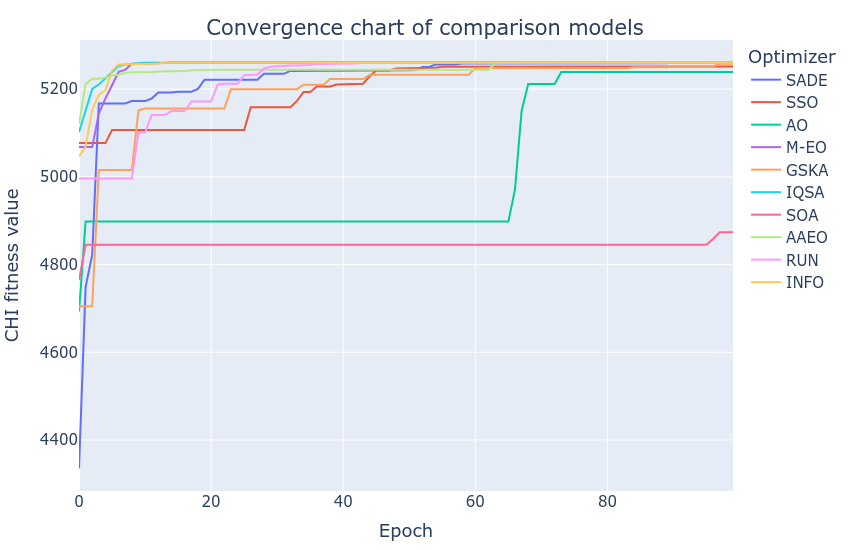 Convergence chart of comparison models
CHI fitness value
5200
5000
4800
4600
4400
0 20 40 60 80
Epoch
Optimizer
SADE
SSO
AO
M-EO
GSKA
IQSA
SOA
AAEO
RUN
INFO